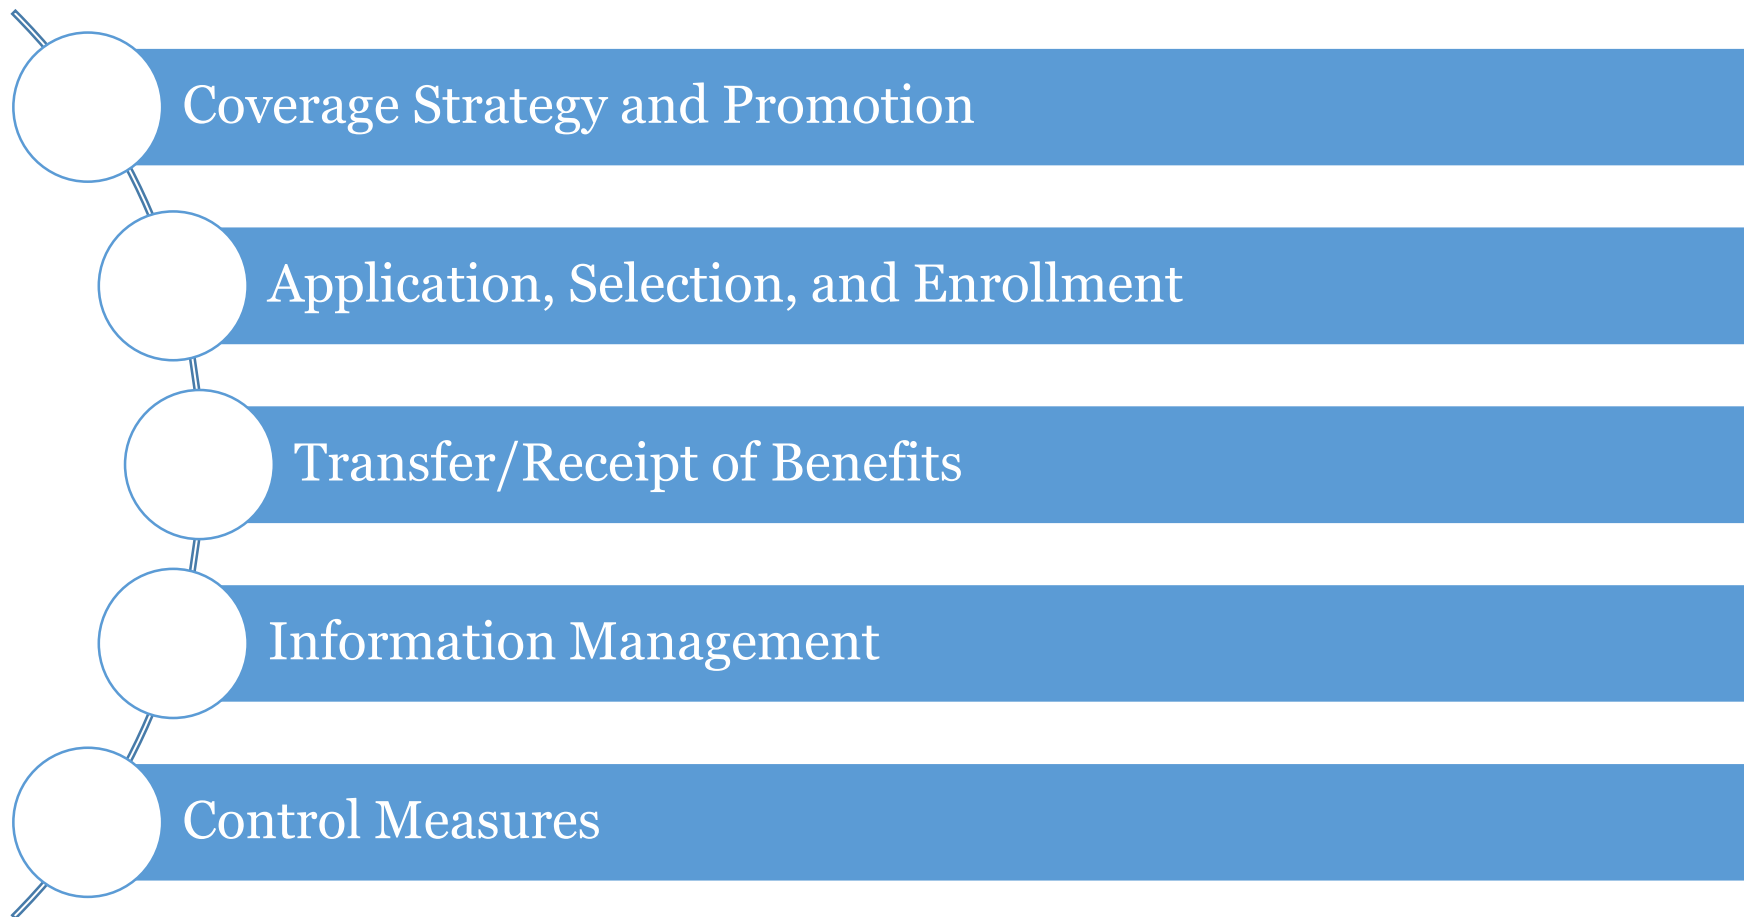 Coverage Strategy and Promotion
Application, Selection, and Enrollment
Transfer/Receipt of Benefits
Information Management
Control Measures